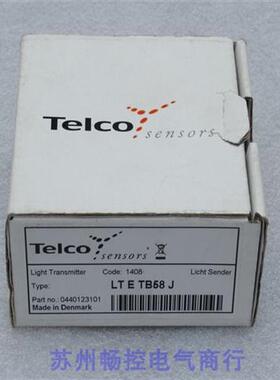 Telco
sensors
Telco
sensors
Light Transmitter Code: 1408 Licht Sender
Type: LT E TB58 J
Part no.: 0440123101
Made in Denmark
苏州畅控电气商行